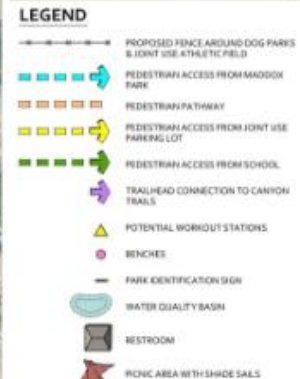 LEGEND
PROPOSED FENCE AROUND DOG PARKS
& JOINT USE ATHLETIC FIELD
PEDESTRIAN ACCESS FROM MADDOX
PARK
PEDESTRIAN PATHWAY
PEDESTRIAN ACCESS FROM JOINT USE
PARKING LOT
PEDESTRIAN ACCESS FROM SCHOOL
TRAILHEAD CONNECTION TO CANYON
TRAILS
POTENTIAL WORKOUT STATIONS
BENCHES
PARK IDENTIFICATION SIGN
WATER QUALITY BASIN
RESTROOM
PICNIC AREA WITH SHADE SAILS